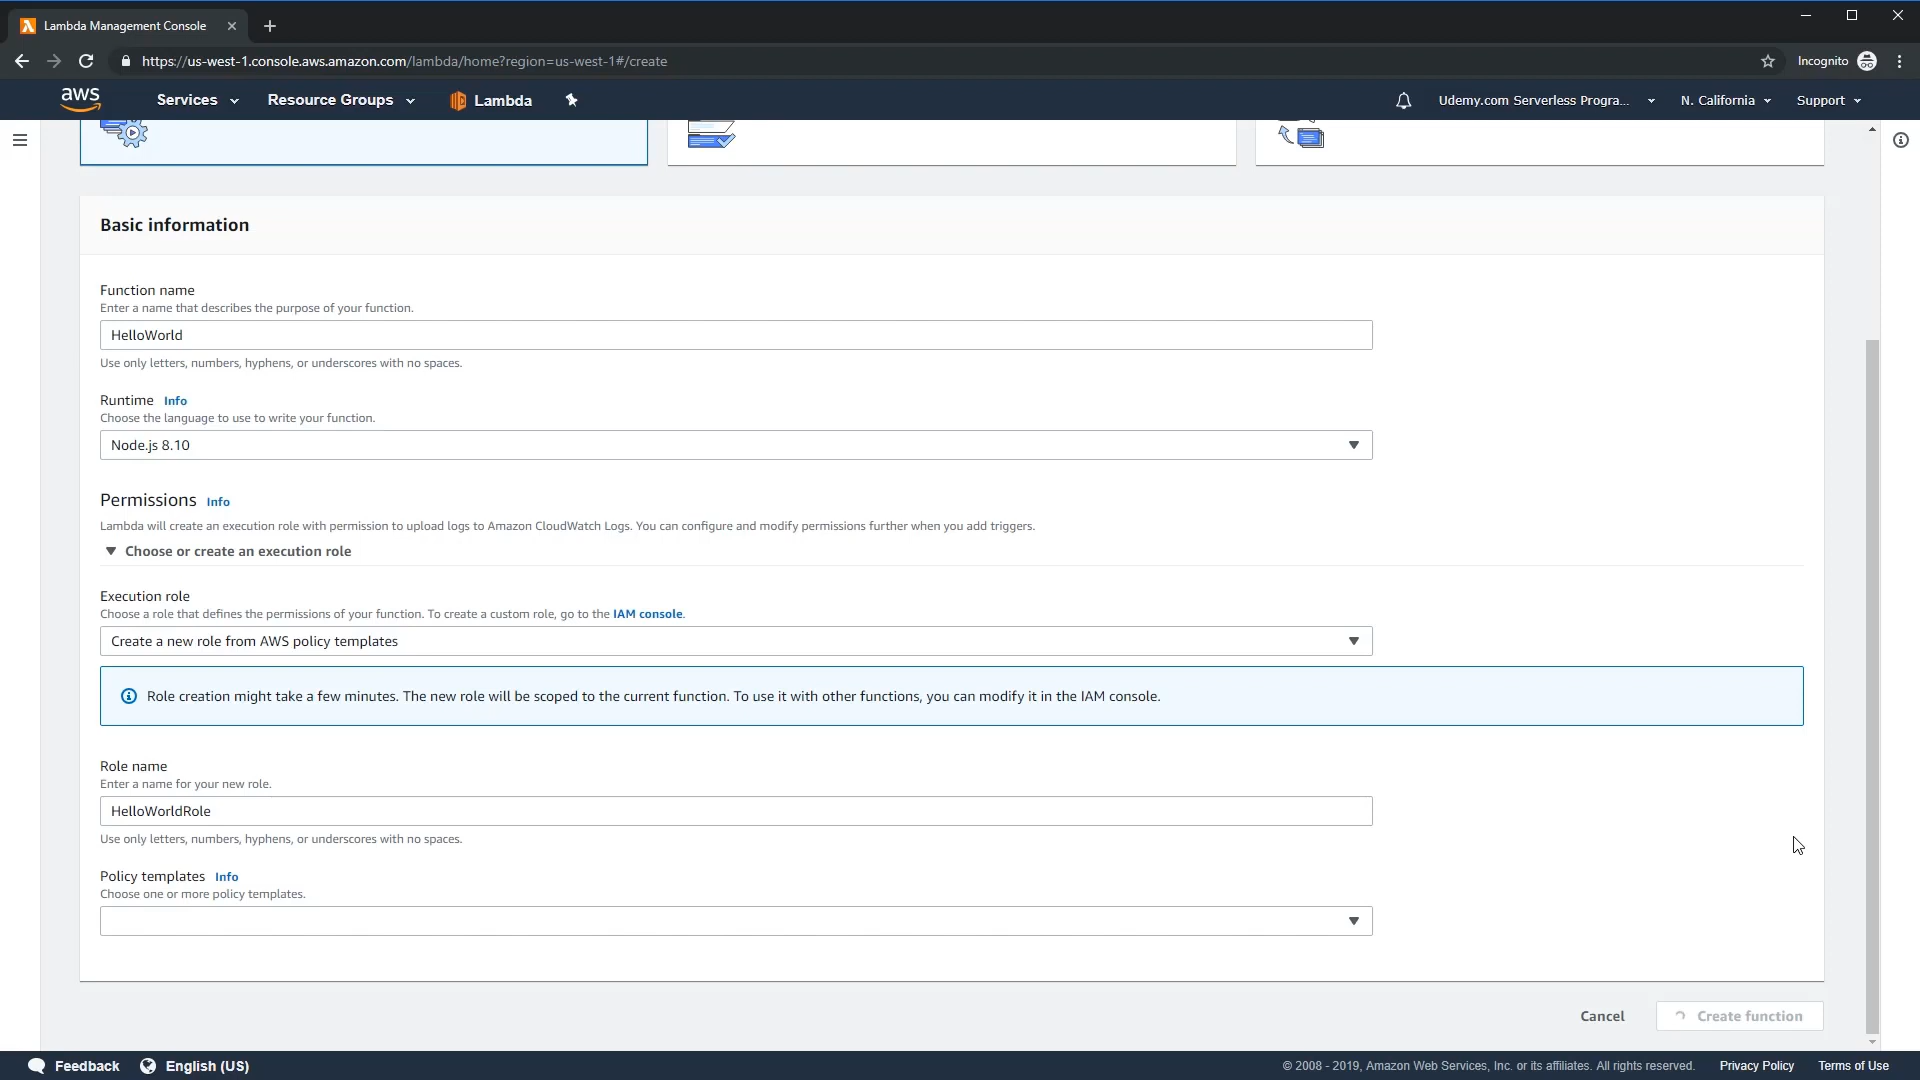 Lambda Management Console
https://us-west-1.console.aws.amazon.com/lambda/home?region=us-west-1#/create
Incognito
aws
Services
Resource Groups
Lambda
Udemy.com Serverless Progra...
N. California
Support
Basic information
Function name
Enter a name that describes the purpose of your function.
HelloWorld
Use only letters, numbers, hyphens, or underscores with no spaces.
Runtime Info
Choose the language to use to write your function.
Node.js 8.10
Permissions Info
Lambda will create an execution role with permission to upload logs to Amazon CloudWatch Logs. You can configure and modify permissions further when you add triggers.
Choose or create an execution role
Execution role
Choose a role that defines the permissions of your function. To create a custom role, go to the IAM console.
Create a new role from AWS policy templates
Role creation might take a few minutes. The new role will be scoped to the current function. To use it with other functions, you can modify it in the IAM console.
Role name
Enter a name for your new role.
HelloWorldRole
Use only letters, numbers, hyphens, or underscores with no spaces.
Policy templates Info
Choose one or more policy templates.
Cancel
Create function
Feedback
English (US)
© 2008 - 2019, Amazon Web Services, Inc. or its affiliates. All rights reserved.
Privacy Policy
Terms of Use